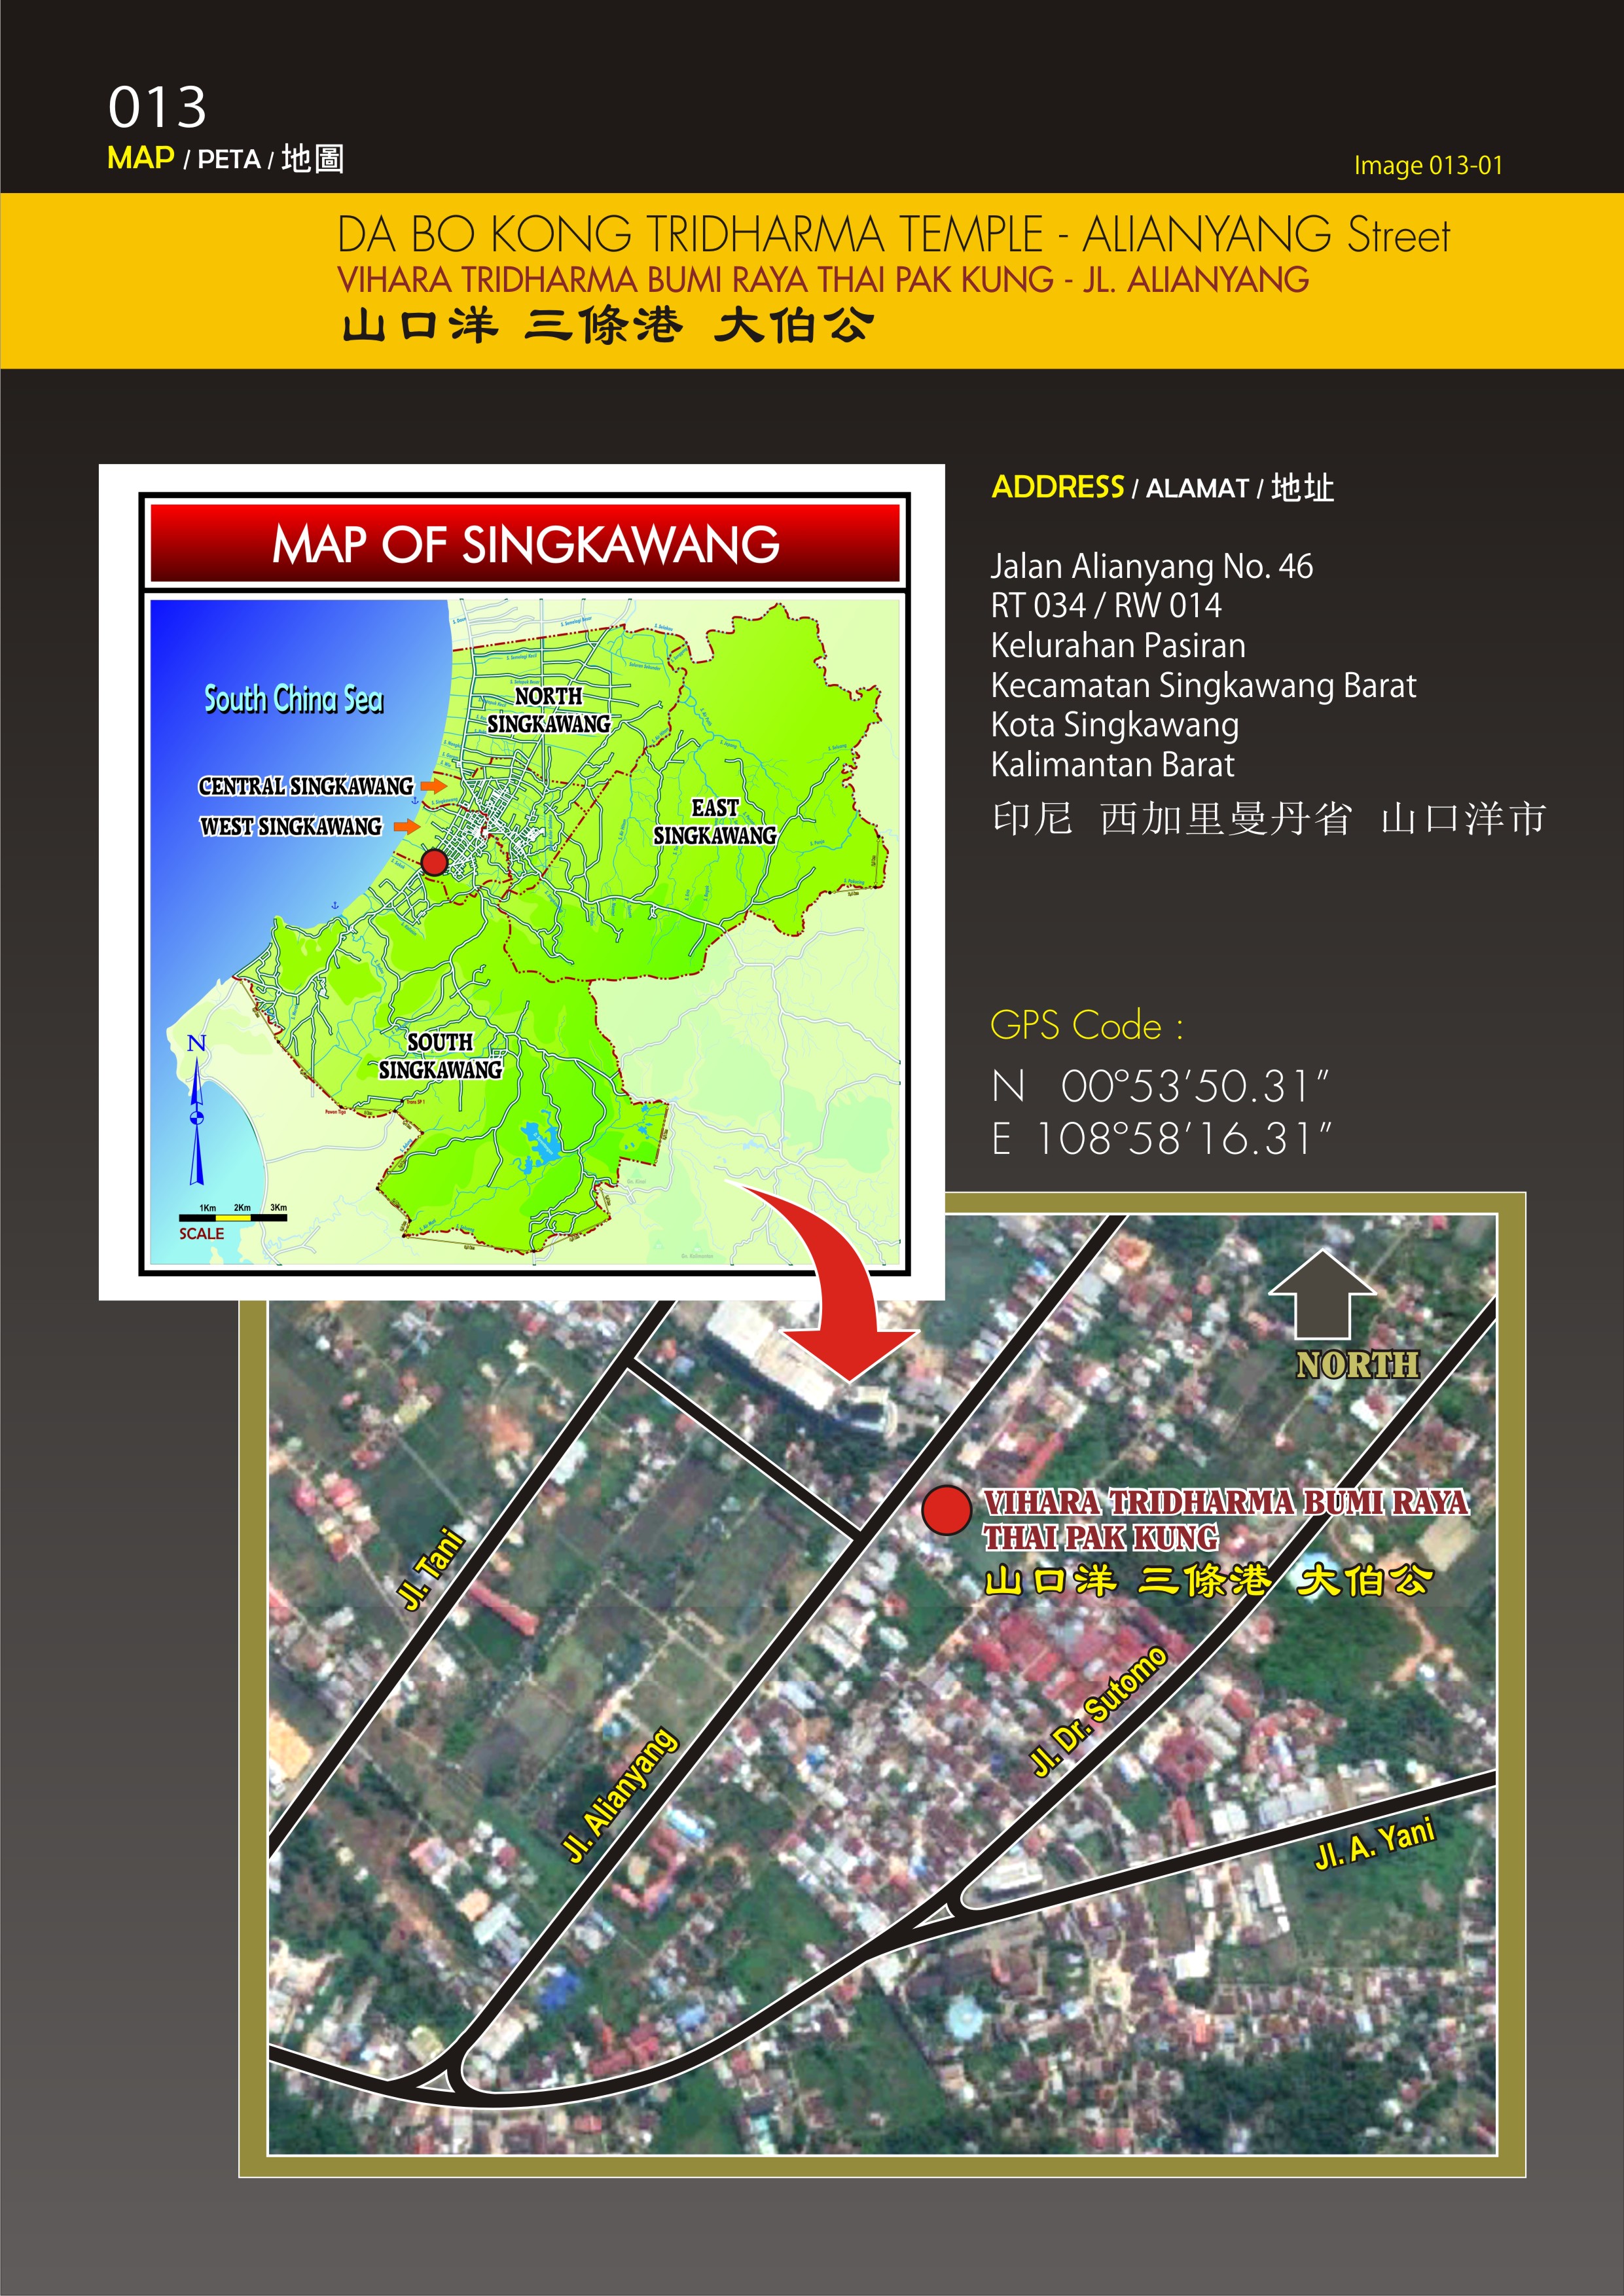 013
MAP / PETA / 地圖
Image 013-01
DA BO KONG TRIDHARMA TEMPLE - ALIANYANG Street
VIHARA TRIDHARMA BUMI RAYA THAI PAK KUNG - JL. ALIANYANG
山口洋 三條港 大伯公
MAP OF SINGKAWANG
South China Sea
NORTH
SINGKAWANG
CENTRAL SINGKAWANG
WEST SINGKAWANG
EAST
SINGKAWANG
SOUTH
SINGKAWANG
N
1Km 2Km 3Km
SCALE
ADDRESS / ALAMAT / 地址
Jalan Alianyang No. 46
RT 034 / RW 014
Kelurahan Pasiran
Kecamatan Singkawang Barat
Kota Singkawang
Kalimantan Barat
印尼 西加里曼丹省 山口洋市
GPS Code :
N 00°53'50.31"
E 108°58'16.31"
NORTH
VIHARA TRIDHARMA BUMI RAYA
THAI PAK KUNG
山口洋 三條港 大伯公
Jl. Tani
Jl. Alianyang
Jl. Dr. Sutomo
Jl. A. Yani